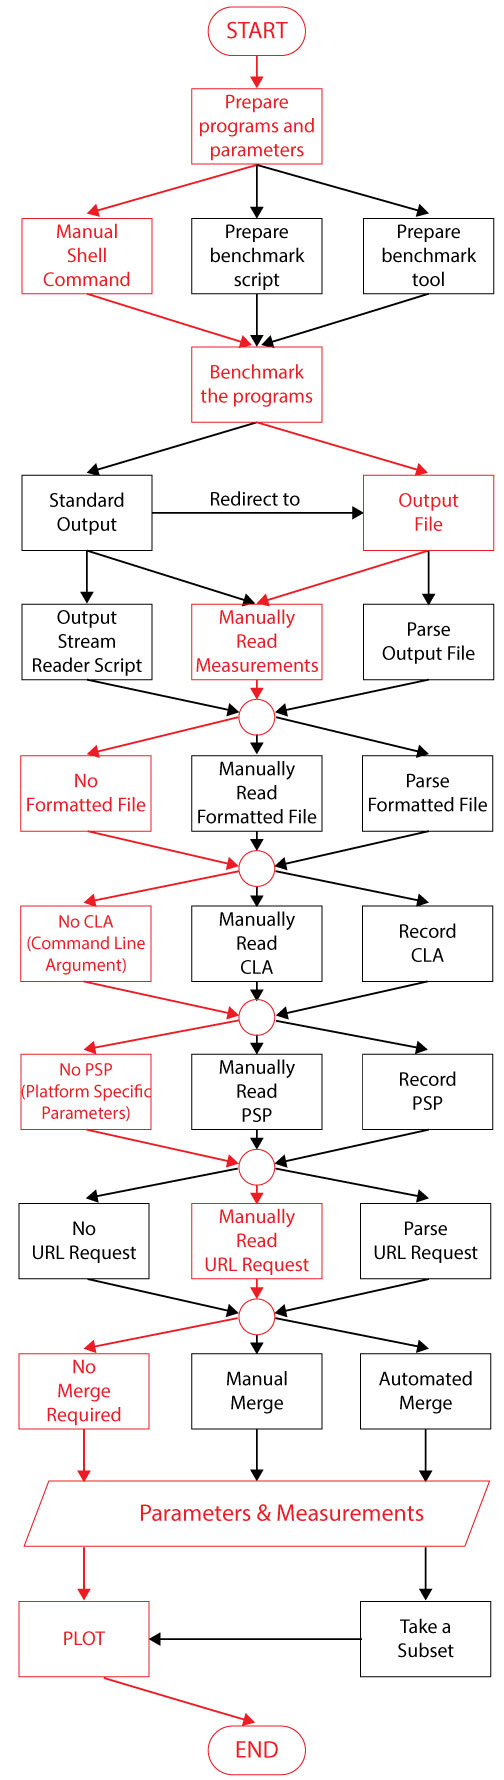 START
Prepare
programs and
parameters
Manual
Shell
Command
Prepare
benchmark
script
Prepare
benchmark
tool
Benchmark
the programs
Standard
Output
Redirect to
Output
File
Output
Stream
Reader Script
Manually
Read
Measurements
Parse
Output File
No
Formatted File
Manually
Read
Formatted File
Parse
Formatted File
No CLA
(Command Line
Argument)
Manually
Read
CLA
Record
CLA
No PSP
(Platform Specific
Parameters)
Manually
Read
PSP
Record
PSP
No
URL Request
Manually
Read
URL Request
Parse
URL Request
No
Merge
Required
Manual
Merge
Automated
Merge
Parameters & Measurements
PLOT
Take a
Subset
END